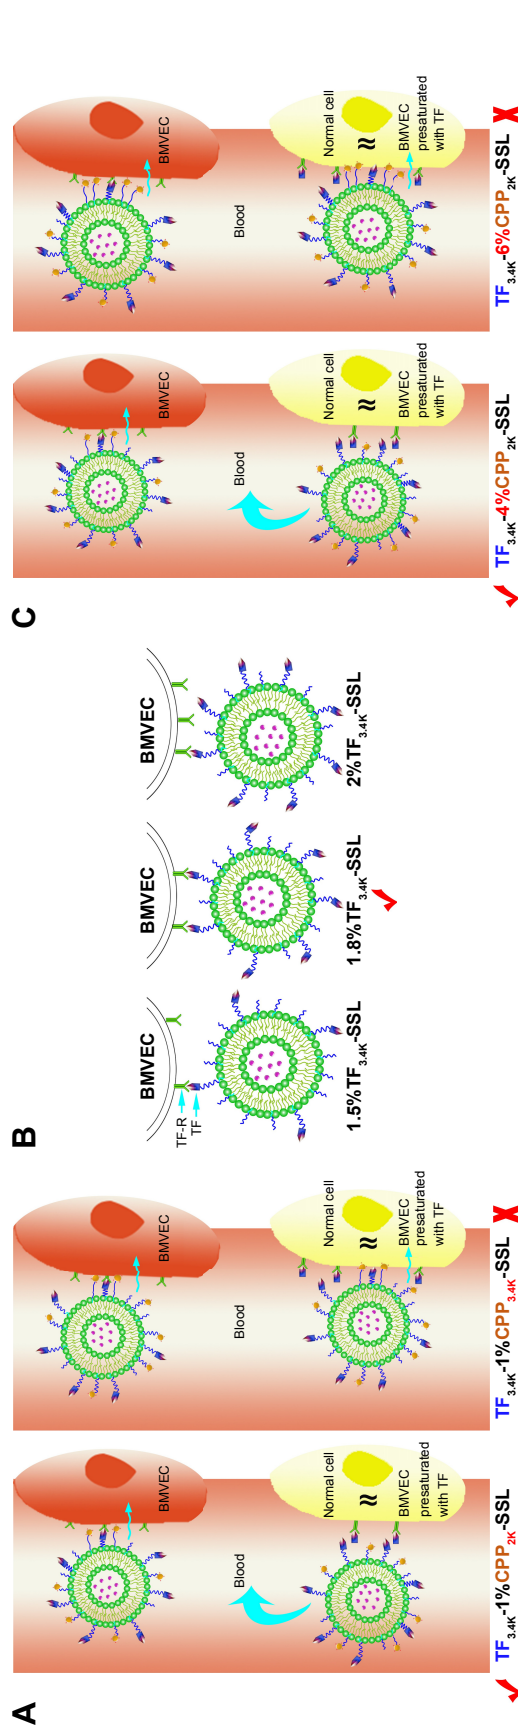 A
BMVEC
Blood
Normal cell
≈
BMVEC
presaturated
with TF
TF3.4K-1%CPP2K-SSL
BMVEC
Blood
Normal cell
≈
BMVEC
presaturated
with TF
TF3.4K-1%CPP3.4K-SSL
B
BMVEC
TF-R
TF
1.5%TF3.4K-SSL
BMVEC
1.8%TF3.4K-SSL
BMVEC
2%TF3.4K-SSL
C
BMVEC
Blood
Normal cell
≈
BMVEC
presaturated
with TF
TF3.4K-4%CPP2K-SSL
BMVEC
Blood
Normal cell
≈
BMVEC
presaturated
with TF
TF3.4K-6%CPP2K-SSL